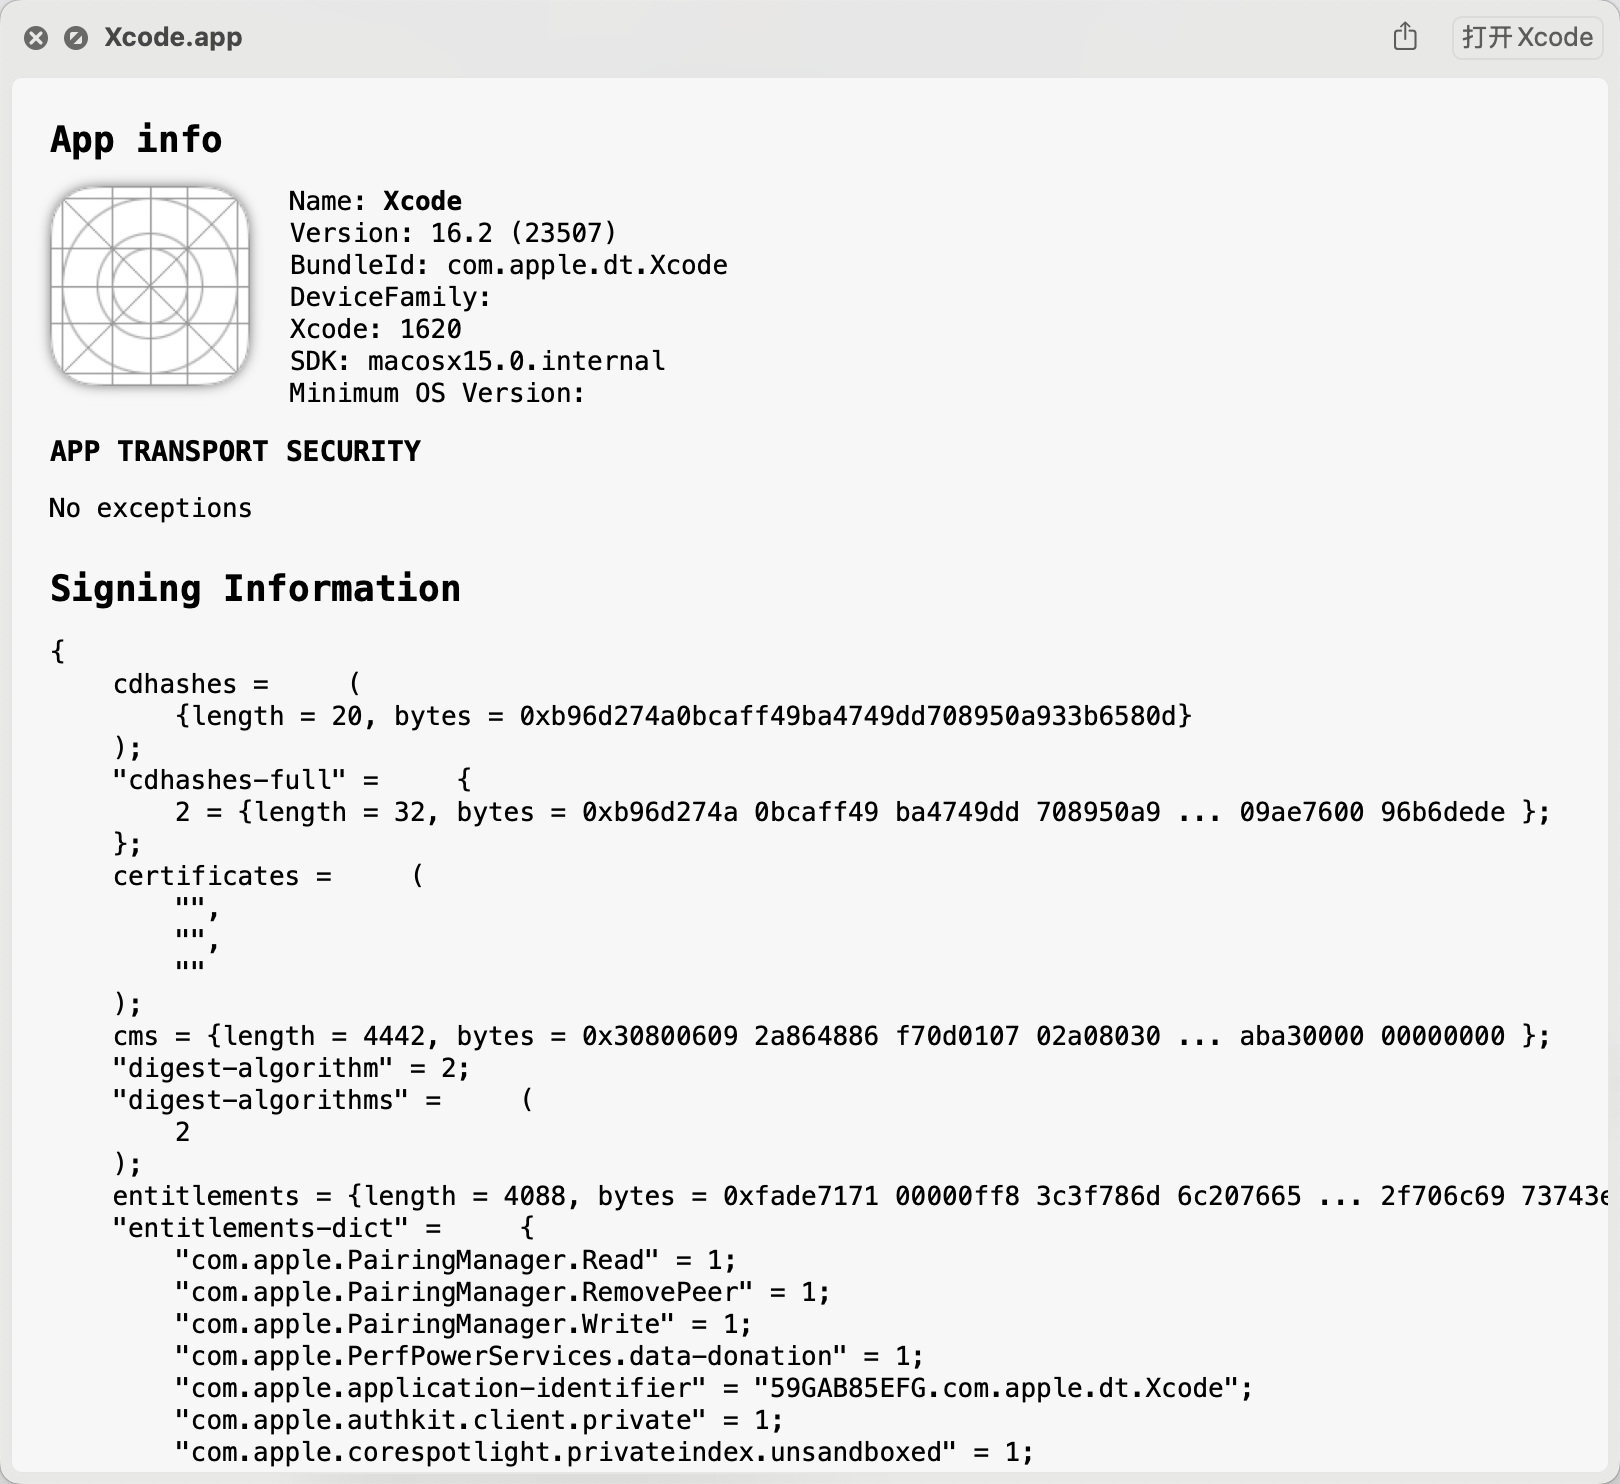 Xcode.app
打开 Xcode
App info
Name: Xcode
Version: 16.2 (23507)
BundleId: com.apple.dt.Xcode
DeviceFamily:
Xcode: 1620
SDK: macosx15.0.internal
Minimum OS Version:
APP TRANSPORT SECURITY
No exceptions
Signing Information
{
    cdhashes =     (
        {length = 20, bytes = 0xb96d274a0bcaff49ba4749dd708950a933b6580d}
    );
    "cdhashes-full" =     {
        2 = {length = 32, bytes = 0xb96d274a 0bcaff49 ba4749dd 708950a9 ... 09ae7600 96b6dede };
    };
    certificates =     (
        "",
        "",
        ""
    );
    cms = {length = 4442, bytes = 0x30800609 2a864886 f70d0107 02a08030 ... aba30000 00000000 };
    "digest-algorithm" = 2;
    "digest-algorithms" =     (
        2
    );
    entitlements = {length = 4088, bytes = 0xfade7171 00000ff8 3c3f786d 6c207665 ... 2f706c69 73743e
    "entitlements-dict" =     {
        "com.apple.PairingManager.Read" = 1;
        "com.apple.PairingManager.RemovePeer" = 1;
        "com.apple.PairingManager.Write" = 1;
        "com.apple.PerfPowerServices.data-donation" = 1;
        "com.apple.application-identifier" = "59GAB85EFG.com.apple.dt.Xcode";
        "com.apple.authkit.client.private" = 1;
        "com.apple.corespotlight.privateindex.unsandboxed" = 1;